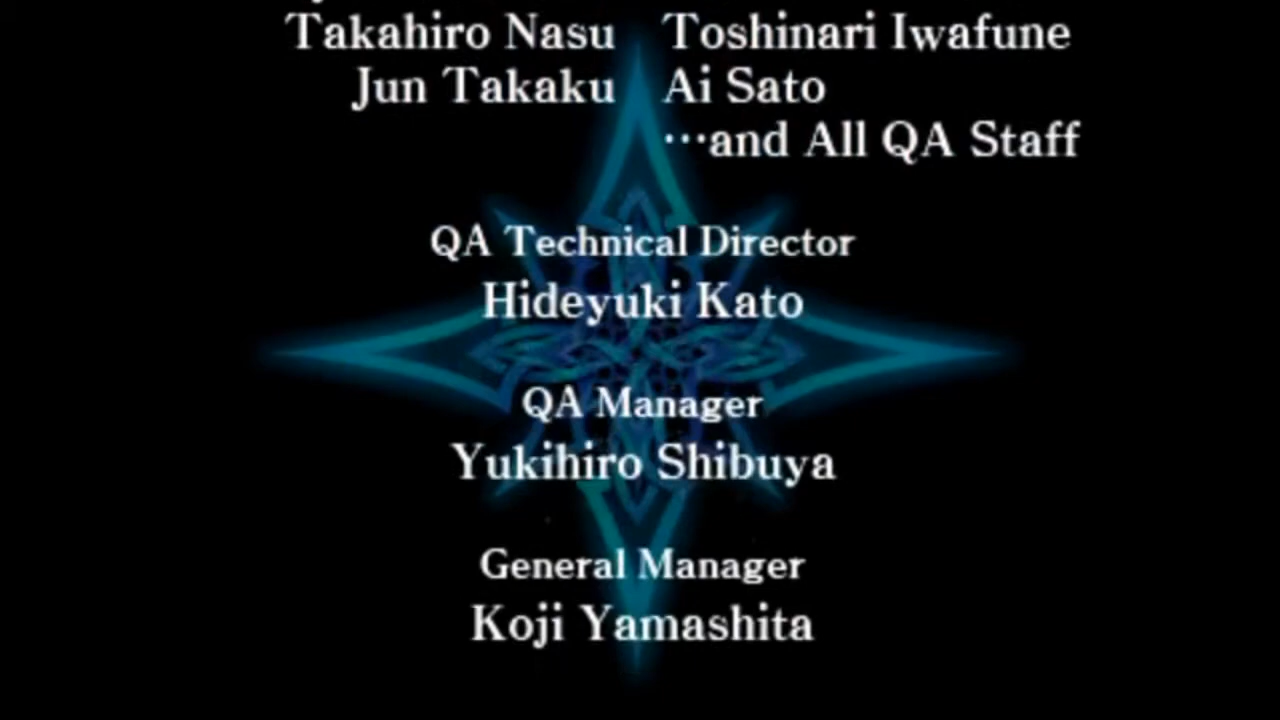 Takahiro Nasu Toshinari Iwafune
Jun Takaku Ai Sato
…and All QA Staff
QA Technical Director
Hideyuki Kato
QA Manager
Yukihiro Shibuya
General Manager
Koji Yamashita